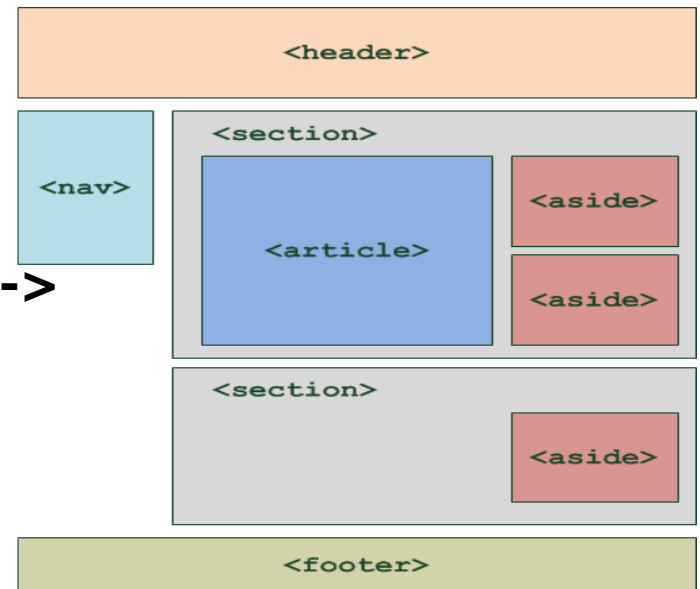 <header>
<nav>
<section>
<article>
<aside>
<aside>
->
<section>
<aside>
<footer>